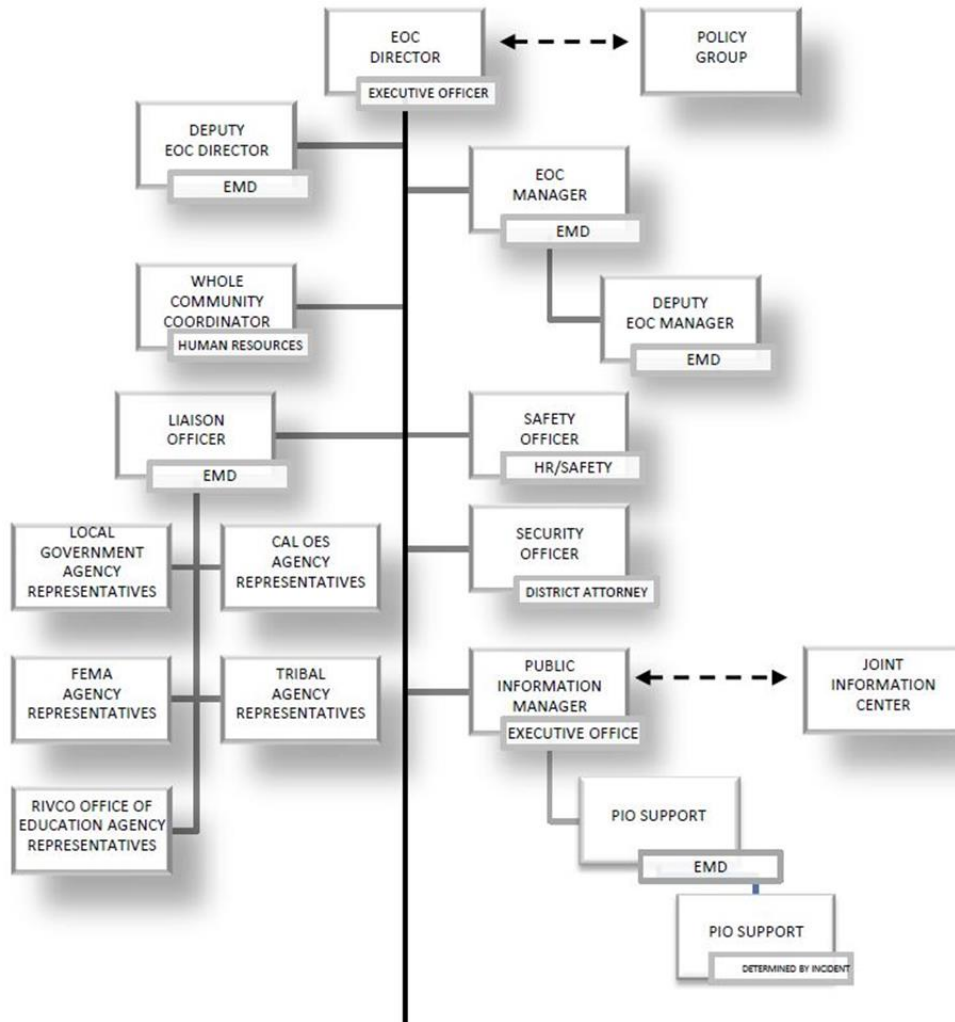 EOC
DIRECTOR
EXECUTIVE OFFICER
POLICY
GROUP
DEPUTY
EOC DIRECTOR
EMD
EOC
MANAGER
EMD
DEPUTY
EOC MANAGER
EMD
WHOLE
COMMUNITY
COORDINATOR
HUMAN RESOURCES
LIAISON
OFFICER
EMD
SAFETY
OFFICER
HR/SAFETY
LOCAL
GOVERNMENT
AGENCY
REPRESENTATIVES
CAL OES
AGENCY
REPRESENTATIVES
SECURITY
OFFICER
DISTRICT ATTORNEY
FEMA
AGENCY
REPRESENTATIVES
TRIBAL
AGENCY
REPRESENTATIVES
PUBLIC
INFORMATION
MANAGER
EXECUTIVE OFFICE
JOINT
INFORMATION
CENTER
RIVCO OFFICE OF
EDUCATION AGENCY
REPRESENTATIVES
PIO SUPPORT
EMD
PIO SUPPORT
DETERMINED BY INCIDENT